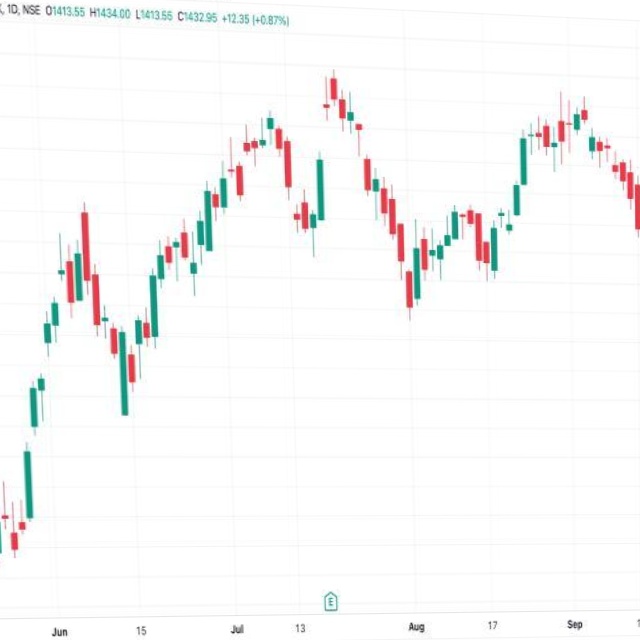 1D, NSE O1413.55 H1434.00 L1413.55 C1432.95 +12.35 (+0.87%)
E
Jun 15 Jul 13 Aug 17 Sep